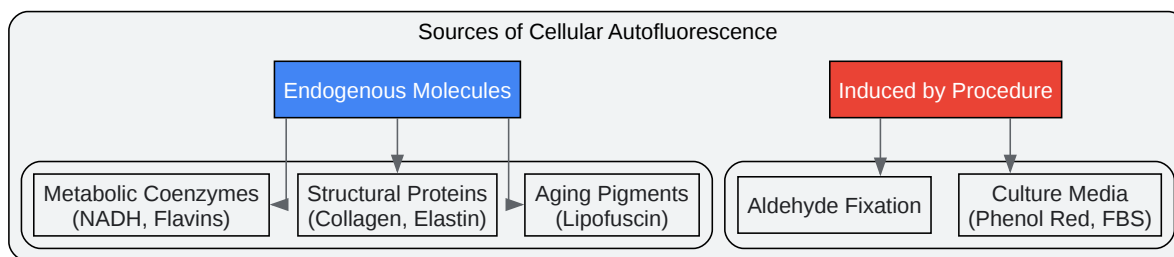 Sources of Cellular Autofluorescence
Endogenous Molecules
Induced by Procedure
Metabolic Coenzymes
(NADH, Flavins)
Structural Proteins
(Collagen, Elastin)
Aging Pigments
(Lipofuscin)
Aldehyde Fixation
Culture Media
(Phenol Red, FBS)